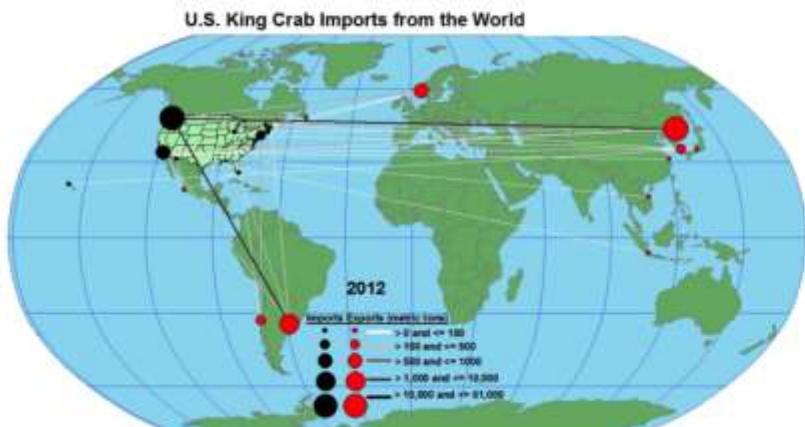 U.S. King Crab Imports from the World
2012
Imports Exports (metric tons)
> 0 and <= 100
> 100 and <= 500
> 500 and <= 1000
> 1,000 and <= 10,000
> 10,000 and <= 81,000